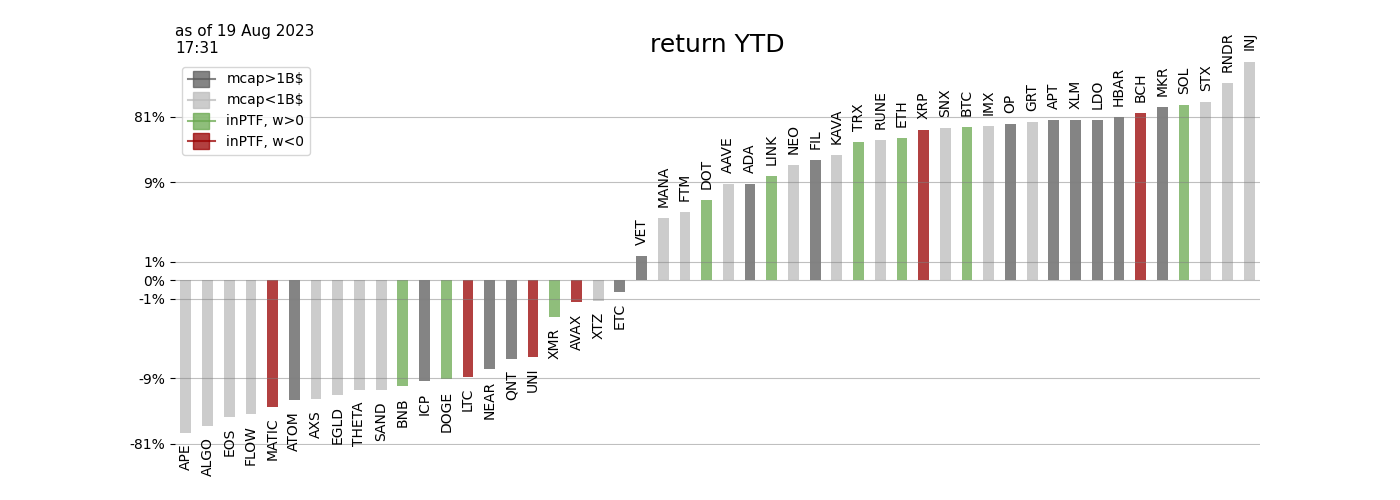 as of 19 Aug 2023
17:31
return YTD
mcap>1B$
mcap<1B$
inPTF, w>0
inPTF, w<0
81%
9%
1%
0%
-1%
-9%
-81%
APE
ALGO
EOS
FLOW
MATIC
ATOM
AXS
EGLD
THETA
SAND
BNB
ICP
DOGE
LTC
NEAR
QNT
UNI
XMR
AVAX
XTZ
ETC
VET
MANA
FTM
DOT
AAVE
ADA
LINK
NEO
FIL
KAVA
TRX
RUNE
ETH
XRP
SNX
BTC
IMX
OP
GRT
APT
XLM
LDO
HBAR
BCH
MKR
SOL
STX
RNDR
INJ